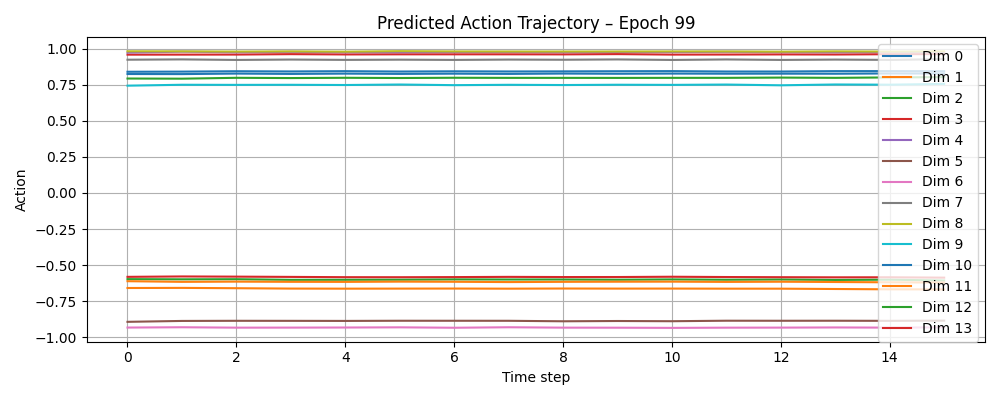 Predicted Action Trajectory – Epoch 99
1.00
0.75
0.50
0.25
0.00
−0.25
−0.50
−0.75
−1.00
Action
0 2 4 6 8 10 12 14
Time step
Dim 0
Dim 1
Dim 2
Dim 3
Dim 4
Dim 5
Dim 6
Dim 7
Dim 8
Dim 9
Dim 10
Dim 11
Dim 12
Dim 13